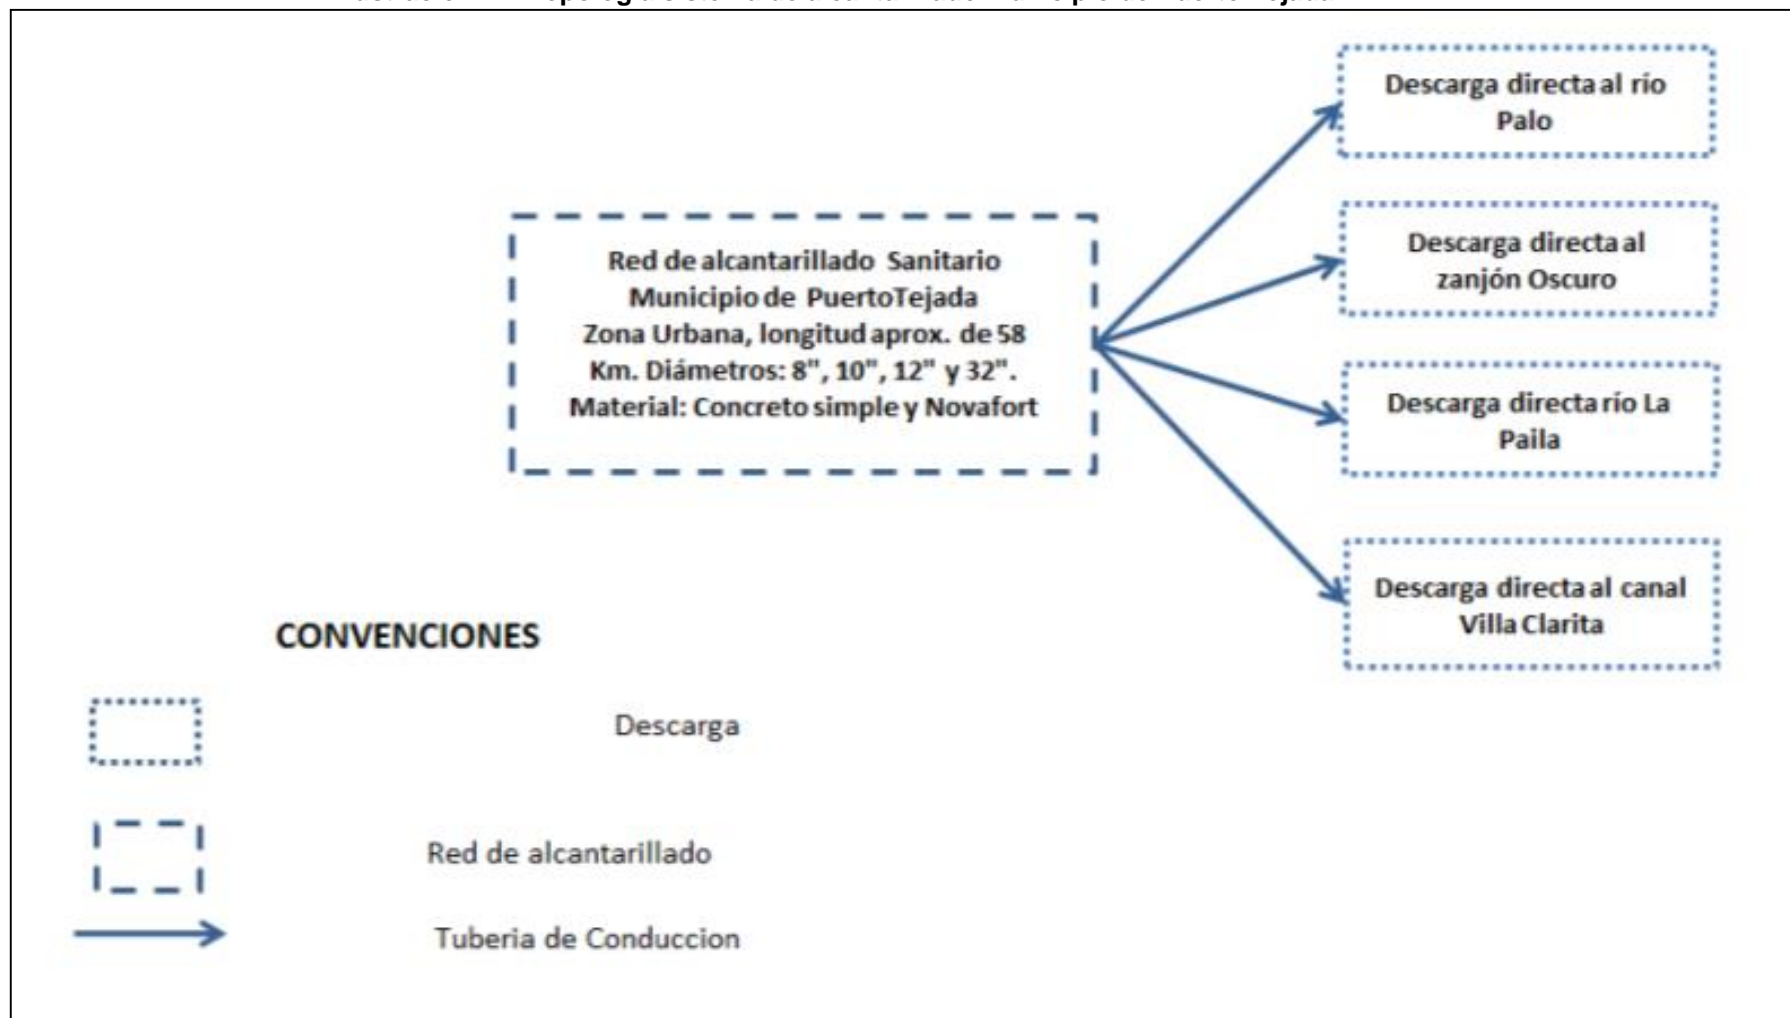 Red de alcantarillado Sanitario
Municipio de PuertoTejada
Zona Urbana, longitud aprox. de 58
Km. Diámetros: 8", 10", 12" y 32".
Material: Concreto simple y Novafort
Descarga directa al río
Palo
Descarga directa al
zanjón Oscuro
Descarga directa río La
Paila
Descarga directa al canal
Villa Clarita
CONVENCIONES
Descarga
Red de alcantarillado
Tuberia de Conduccion